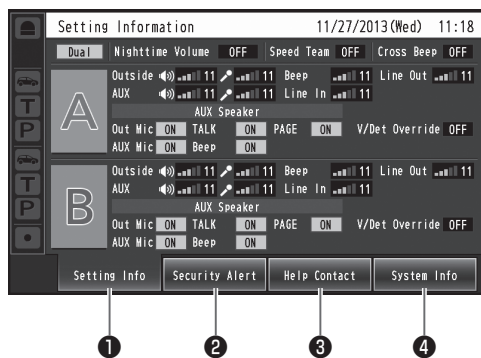 Setting Information 11/27/2013(Wed) 11:18
Dual Nighttime Volume OFF Speed Team OFF Cross Beep OFF
A
Outside 11 11 Beep 11 Line Out 11
AUX 11 11 Line In 11
AUX Speaker
Out Mic ON TALK ON PAGE ON V/Det Override OFF
AUX Mic ON Beep ON
T
P
B
Outside 11 11 Beep 11 Line Out 11
AUX 11 11 Line In 11
AUX Speaker
Out Mic ON TALK ON PAGE ON V/Det Override OFF
AUX Mic ON Beep ON
T
P
Setting Info Security Alert Help Contact System Info
❶ ❷ ❸ ❹